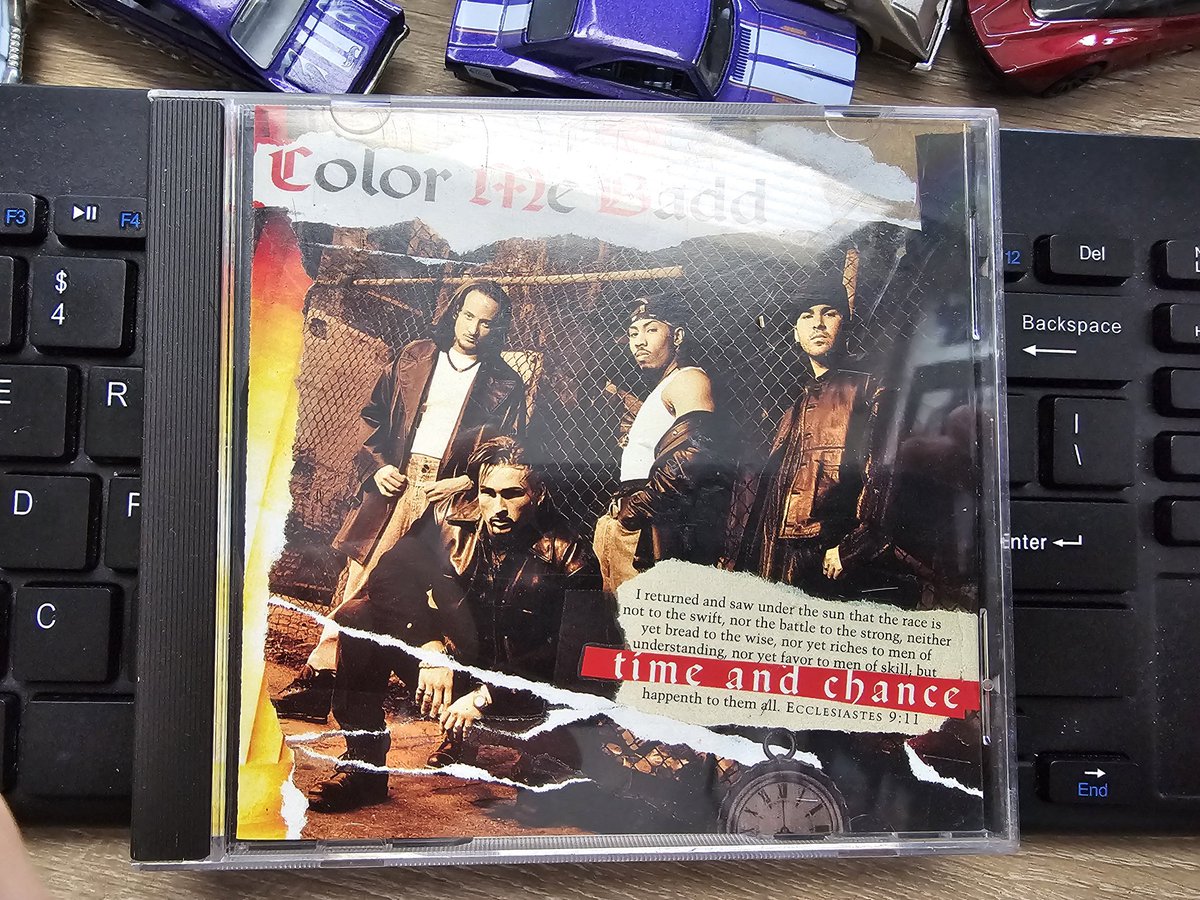 Color Me Badd
I returned and saw under the sun that the race is
not to the swift, nor the battle to the strong, neither
yet bread to the wise, nor yet riches to men of
understanding, nor yet favor to men of skill; but
time and chance
happenth to them all. ECCLESIASTES 9:11
F3
F4
12
Del
$
4
Backspace
E
R
|
\
D
F
Enter
C
End